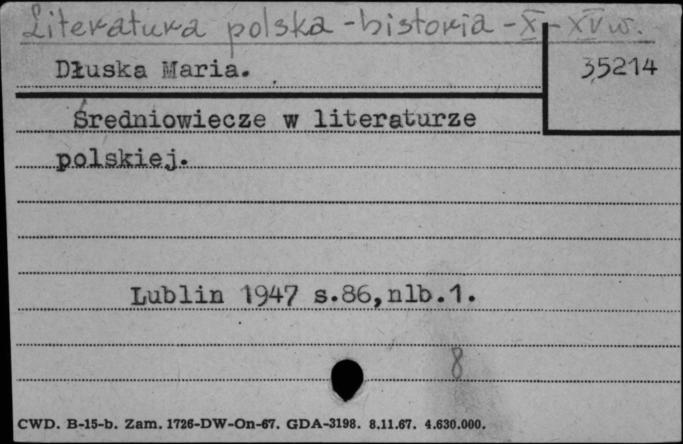 Literatura polska - historia - X - XV w.
Dłuska Maria.
35214
Średniowiecze w literaturze
polskiej.
Lublin 1947 s.86,nlb.1.
8
CWD. B-15-b. Zam. 1726-DW-On-67. GDA-3198. 8.11.67. 4.630.000.